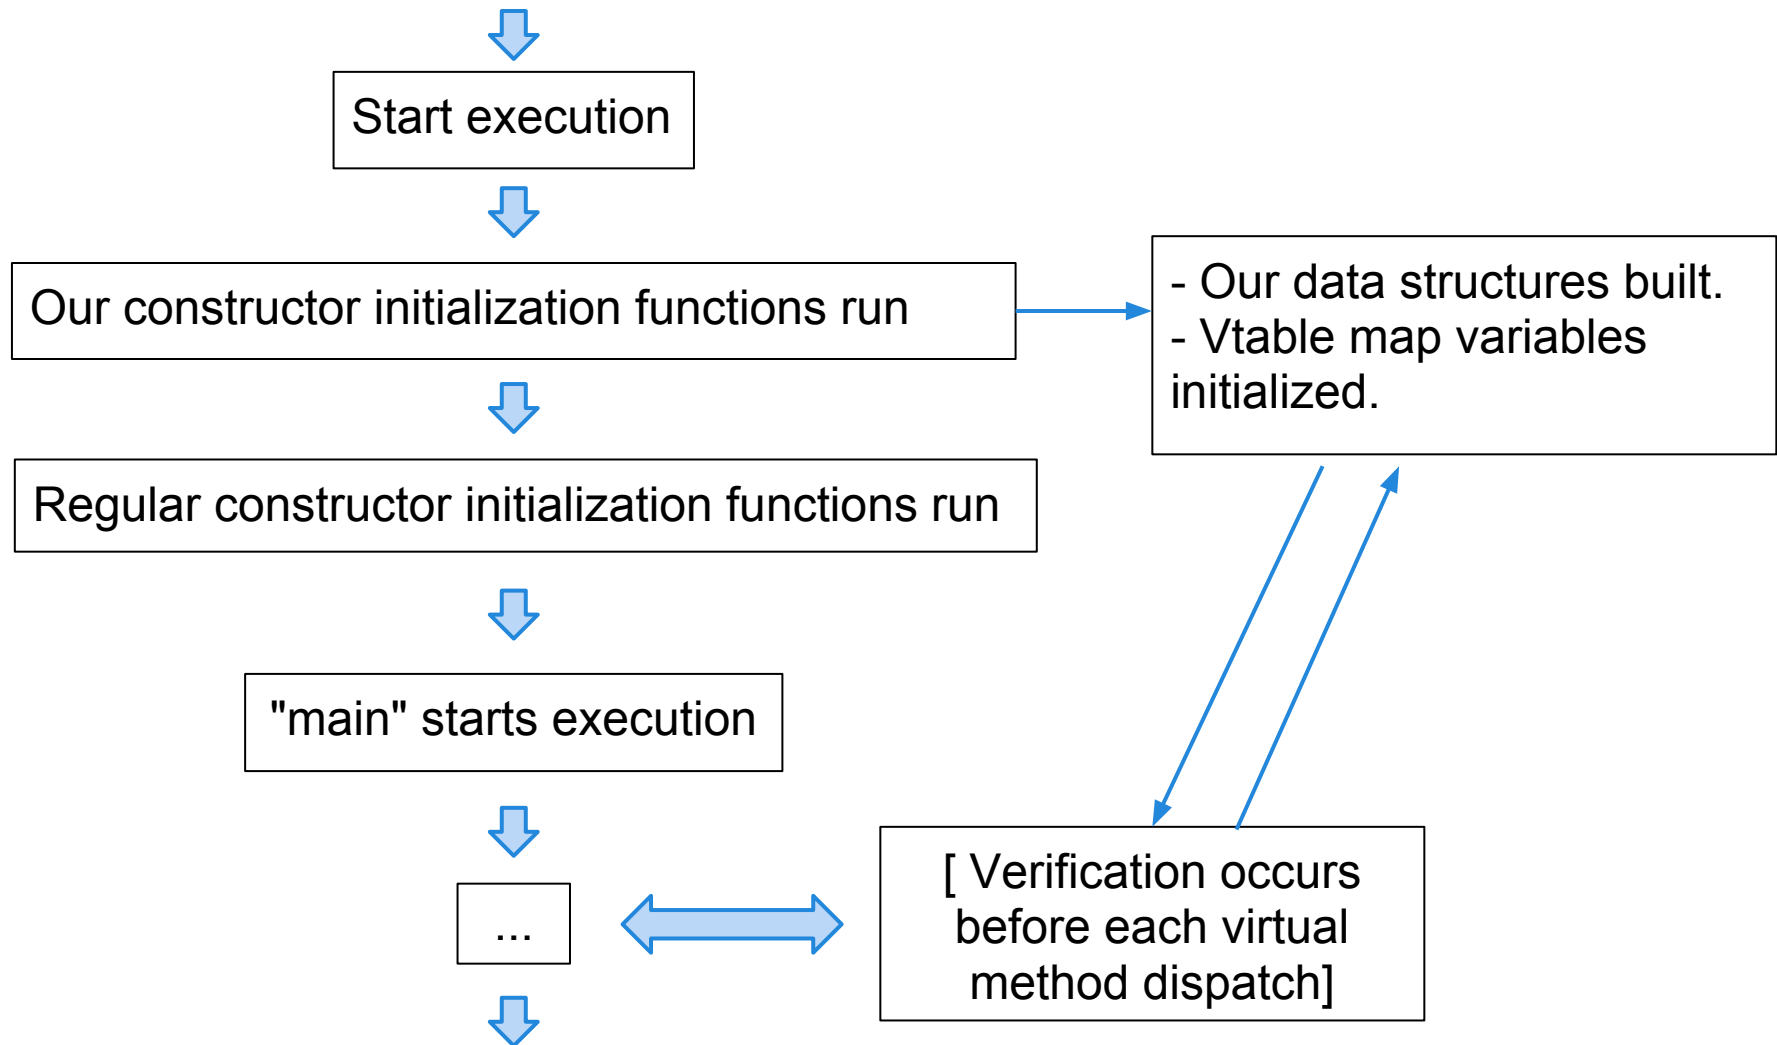 Start execution
Our constructor initialization functions run
- Our data structures built.
- Vtable map variables
initialized.
Regular constructor initialization functions run
"main" starts execution
...
[ Verification occurs
before each virtual
method dispatch]